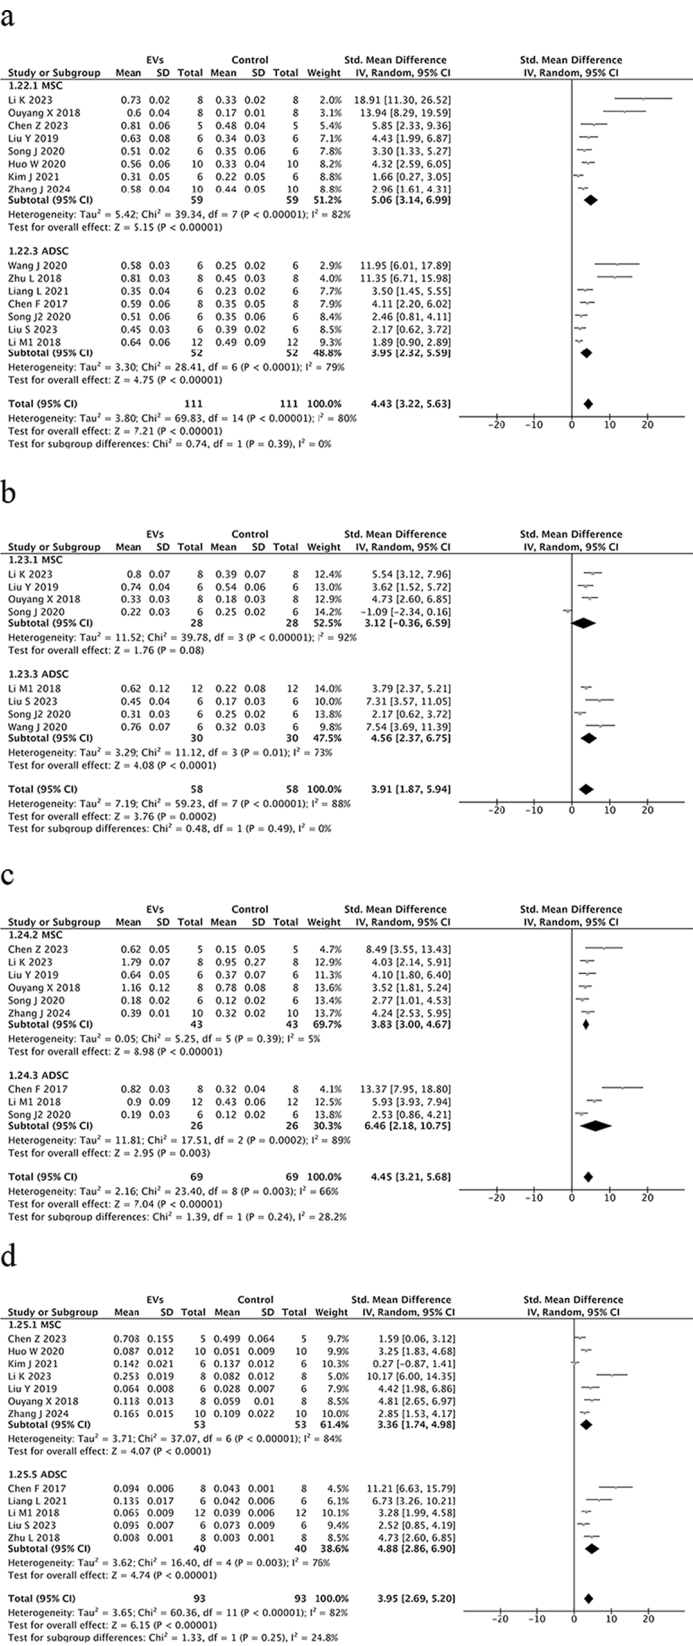 a
EVs Control Std. Mean Difference Std. Mean Difference
Study or Subgroup Mean SD Total Mean SD Total Weight IV, Random, 95% CI IV, Random, 95% CI
1.22.1 MSC
Li K 2023 0.73 0.02 8 0.33 0.02 8 2.0% 18.91 [11.30, 26.52]
Ouyang X 2018 0.6 0.04 8 0.17 0.01 8 3.1% 13.94 [8.29, 19.59]
Chen Z 2023 0.81 0.06 5 0.48 0.04 5 5.2% 5.85 [2.33, 9.36]
Liu Y 2019 0.63 0.08 6 0.34 0.03 6 7.1% 4.43 [1.99, 6.87]
Song J 2020 0.51 0.02 6 0.35 0.06 6 7.8% 3.30 [1.33, 5.27]
Huo W 2020 0.56 0.06 10 0.33 0.04 10 8.2% 4.32 [2.59, 6.05]
Kim J 2021 0.31 0.05 6 0.22 0.05 6 9.0% 1.66 [0.27, 3.05]
Zhang J 2024 0.58 0.04 10 0.44 0.05 10 8.8% 2.96 [1.61, 4.31]
Subtotal (95% CI) 59 59 51.2% 5.06 [3.14, 6.99]
Heterogeneity: Tau² = 5.42; Chi² = 39.34, df = 7 (P < 0.00001); I² = 82%
Test for overall effect: Z = 5.15 (P < 0.00001)
1.22.3 ADSC
Wang J 2020 0.58 0.03 6 0.25 0.02 6 2.9% 11.95 [6.01, 17.89]
Zhu L 2018 0.81 0.03 8 0.45 0.03 8 4.0% 11.35 [6.71, 15.98]
Liang L 2021 0.35 0.04 6 0.23 0.02 6 7.7% 3.50 [1.45, 5.55]
Chen F 2017 0.59 0.06 8 0.35 0.05 8 7.9% 4.11 [2.20, 6.02]
Song J2 2020 0.51 0.06 6 0.35 0.06 6 8.5% 2.46 [0.81, 4.11]
Liu S 2023 0.45 0.03 6 0.39 0.02 6 8.6% 2.17 [0.62, 3.72]
Li M1 2018 0.64 0.06 12 0.49 0.09 12 9.3% 1.89 [0.90, 2.89]
Subtotal (95% CI) 52 52 48.8% 3.95 [2.32, 5.59]
Heterogeneity: Tau² = 3.30; Chi² = 28.41, df = 6 (P < 0.0001); I² = 79%
Test for overall effect: Z = 4.75 (P < 0.00001)
Total (95% CI) 111 111 100.0% 4.43 [3.22, 5.63]
Heterogeneity: Tau² = 3.80; Chi² = 69.83, df = 14 (P < 0.00001); I² = 80%
Test for overall effect: Z = 7.21 (P < 0.00001)
Test for subgroup differences: Chi² = 0.74, df = 1 (P = 0.39), I² = 0%
-20 -10 0 10 20
b
EVs Control Std. Mean Difference Std. Mean Difference
Study or Subgroup Mean SD Total Mean SD Total Weight IV, Random, 95% CI IV, Random, 95% CI
1.23.1 MSC
Li K 2023 0.8 0.07 8 0.39 0.07 8 12.4% 5.54 [3.12, 7.96]
Liu Y 2019 0.74 0.04 6 0.54 0.06 6 13.0% 3.62 [1.52, 5.72]
Ouyang X 2018 0.33 0.03 8 0.18 0.03 8 12.9% 4.73 [2.60, 6.85]
Song J 2020 0.22 0.03 6 0.25 0.02 6 14.2% -1.09 [-2.34, 0.16]
Subtotal (95% CI) 28 28 52.5% 3.12 [-0.36, 6.59]
Heterogeneity: Tau² = 11.52; Chi² = 39.78, df = 3 (P < 0.00001); I² = 92%
Test for overall effect: Z = 1.76 (P = 0.08)
1.23.3 ADSC
Li M1 2018 0.62 0.12 12 0.22 0.08 12 14.0% 3.79 [2.37, 5.21]
Liu S 2023 0.45 0.04 6 0.17 0.03 6 10.0% 7.31 [3.57, 11.05]
Song J2 2020 0.31 0.03 6 0.25 0.02 6 13.8% 2.17 [0.62, 3.72]
Wang J 2020 0.76 0.07 6 0.32 0.03 6 9.8% 7.54 [3.69, 11.39]
Subtotal (95% CI) 30 30 47.5% 4.56 [2.37, 6.75]
Heterogeneity: Tau² = 3.29; Chi² = 11.12, df = 3 (P = 0.01); I² = 73%
Test for overall effect: Z = 4.08 (P < 0.0001)
Total (95% CI) 58 58 100.0% 3.91 [1.87, 5.94]
Heterogeneity: Tau² = 7.19; Chi² = 59.23, df = 7 (P < 0.00001); I² = 88%
Test for overall effect: Z = 3.76 (P = 0.0002)
Test for subgroup differences: Chi² = 0.48, df = 1 (P = 0.49), I² = 0%
-20 -10 0 10 20
c
EVs Control Std. Mean Difference Std. Mean Difference
Study or Subgroup Mean SD Total Mean SD Total Weight IV, Random, 95% CI IV, Random, 95% CI
1.24.2 MSC
Chen Z 2023 0.62 0.05 5 0.15 0.05 5 4.7% 8.49 [3.55, 13.43]
Li K 2023 1.79 0.07 8 0.95 0.27 8 12.9% 4.03 [2.14, 5.91]
Liu Y 2019 0.64 0.05 6 0.37 0.07 6 11.3% 4.10 [1.80, 6.40]
Ouyang X 2018 1.16 0.12 8 0.78 0.08 8 13.6% 3.52 [1.81, 5.24]
Song J 2020 0.18 0.02 6 0.12 0.02 6 13.4% 2.77 [1.01, 4.53]
Zhang J 2024 0.39 0.01 10 0.32 0.02 10 13.7% 4.24 [2.53, 5.95]
Subtotal (95% CI) 43 43 69.7% 3.83 [3.00, 4.67]
Heterogeneity: Tau² = 0.05; Chi² = 5.25, df = 5 (P = 0.39); I² = 5%
Test for overall effect: Z = 8.98 (P < 0.00001)
1.24.3 ADSC
Chen F 2017 0.82 0.03 8 0.32 0.04 8 4.1% 13.37 [7.95, 18.80]
Li M1 2018 0.9 0.09 12 0.43 0.06 12 12.5% 5.93 [3.93, 7.94]
Song J2 2020 0.19 0.03 6 0.12 0.02 6 13.8% 2.53 [0.86, 4.21]
Subtotal (95% CI) 26 26 30.3% 6.46 [2.18, 10.75]
Heterogeneity: Tau² = 11.81; Chi² = 17.51, df = 2 (P = 0.0002); I² = 89%
Test for overall effect: Z = 2.95 (P = 0.003)
Total (95% CI) 69 69 100.0% 4.45 [3.21, 5.68]
Heterogeneity: Tau² = 2.16; Chi² = 23.40, df = 8 (P = 0.003); I² = 66%
Test for overall effect: Z = 7.04 (P < 0.00001)
Test for subgroup differences: Chi² = 1.39, df = 1 (P = 0.24), I² = 28.2%
-20 -10 0 10 20
d
EVs Control Std. Mean Difference Std. Mean Difference
Study or Subgroup Mean SD Total Mean SD Total Weight IV, Random, 95% CI IV, Random, 95% CI
1.25.1 MSC
Chen Z 2023 0.708 0.155 5 0.499 0.064 5 9.7% 1.59 [0.06, 3.12]
Huo W 2020 0.087 0.012 10 0.051 0.009 10 9.9% 3.25 [1.83, 4.68]
Kim J 2021 0.142 0.021 6 0.137 0.012 6 10.3% 0.27 [-0.87, 1.41]
Li K 2023 0.253 0.019 8 0.082 0.012 8 5.0% 10.17 [6.00, 14.35]
Liu Y 2019 0.064 0.008 6 0.028 0.007 6 7.9% 4.42 [1.98, 6.86]
Ouyang X 2018 0.118 0.013 8 0.059 0.01 8 8.5% 4.81 [2.65, 6.97]
Zhang J 2024 0.165 0.015 10 0.109 0.022 10 10.0% 2.85 [1.53, 4.17]
Subtotal (95% CI) 53 53 61.4% 3.36 [1.74, 4.98]
Heterogeneity: Tau² = 3.71; Chi² = 37.07, df = 6 (P < 0.00001); I² = 84%
Test for overall effect: Z = 4.07 (P < 0.0001)
1.25.5 ADSC
Chen F 2017 0.094 0.006 8 0.043 0.001 8 4.5% 11.21 [6.63, 15.79]
Liang L 2021 0.135 0.017 6 0.042 0.006 6 6.1% 6.73 [3.26, 10.21]
Li M1 2018 0.065 0.009 12 0.039 0.006 12 10.1% 3.28 [1.99, 4.58]
Liu S 2023 0.095 0.007 6 0.073 0.009 6 9.4% 2.52 [0.85, 4.19]
Zhu L 2018 0.008 0.001 8 0.003 0.001 8 8.5% 4.73 [2.60, 6.85]
Subtotal (95% CI) 40 40 38.6% 4.88 [2.86, 6.90]
Heterogeneity: Tau² = 3.62; Chi² = 16.40, df = 4 (P = 0.003); I² = 76%
Test for overall effect: Z = 4.74 (P < 0.00001)
Total (95% CI) 93 93 100.0% 3.95 [2.69, 5.20]
Heterogeneity: Tau² = 3.65; Chi² = 60.36, df = 11 (P < 0.00001); I² = 82%
Test for overall effect: Z = 6.15 (P < 0.00001)
Test for subgroup differences: Chi² = 1.33, df = 1 (P = 0.25), I² = 24.8%
-20 -10 0 10 20